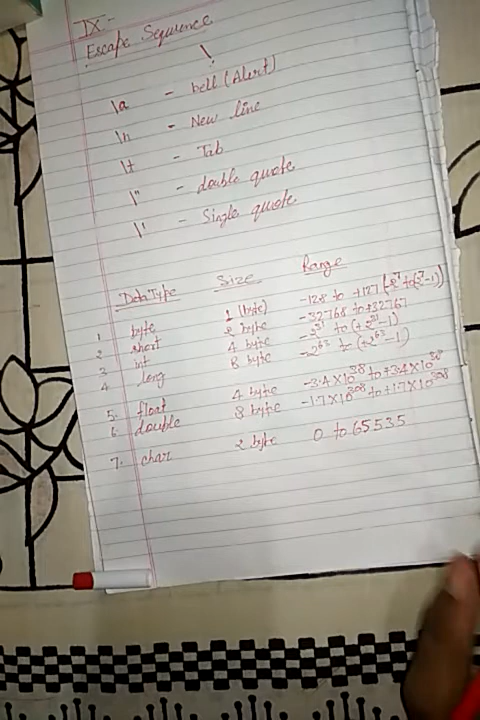 IX-
Escape Sequence
\
\a - bell (Alert)
\n - New line
\t - Tab
\" - double quote
\' - Single quote
Data Type Size Range
1 byte 1 (byte) -128 to +127 (-2^7 to (2^7-1)
2 short 2 byte -32768 to +32767
3 int 4 byte -2^31 to (+2^31-1)
4 long 8 byte -2^63 to (+2^63-1)
5. float 4 byte -3.4×10^38 to +3.4×10^38
6. double 8 byte -1.7×10^308 to +1.7×10^308
7. char 2 byte 0 to 65535